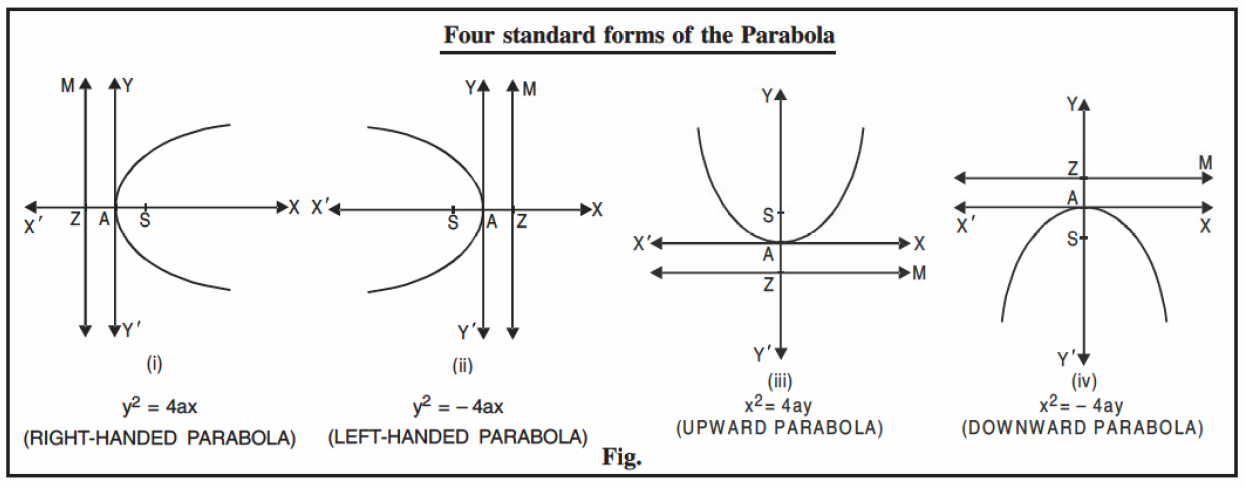 Four standard forms of the Parabola
M Y
X′ Z A S X
Y′
(i)
y² = 4ax
(RIGHT-HANDED PARABOLA)
Y M
X′ S A Z X
Y′
(ii)
y² = – 4ax
(LEFT-HANDED PARABOLA)
Y
S
X′ X
A
M
Z
Y′
(iii)
x² = 4ay
(UPWARD PARABOLA)
Y
Z M
A
X′ X
S
Y′
(iv)
x² = – 4ay
(DOWNWARD PARABOLA)
Fig.